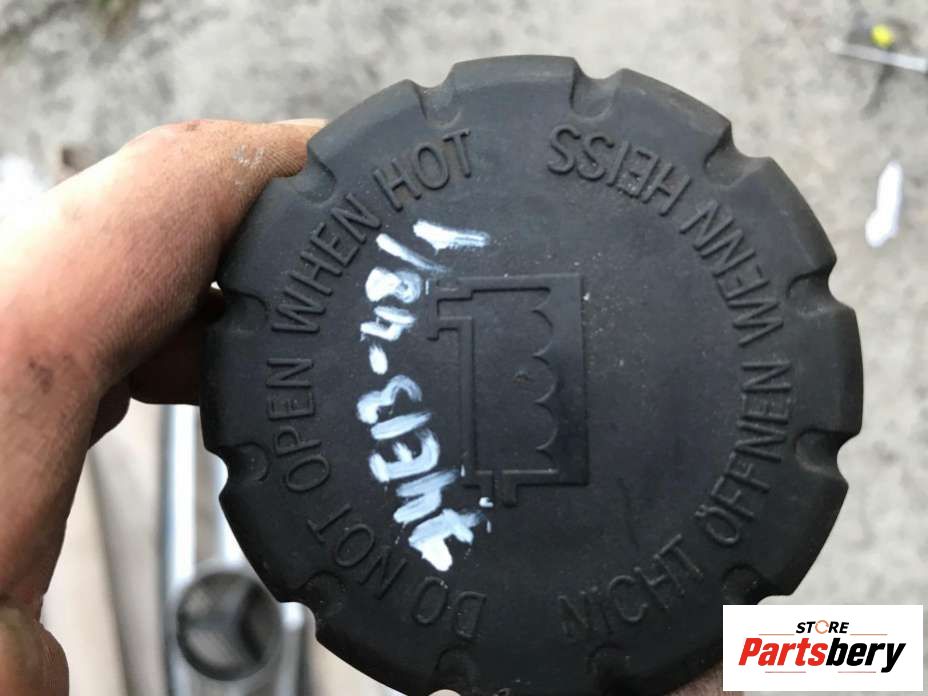 DO NOT OPEN WHEN HOT
NICHT ÖFFNEN WENN HEISS
STORE
Partsbery